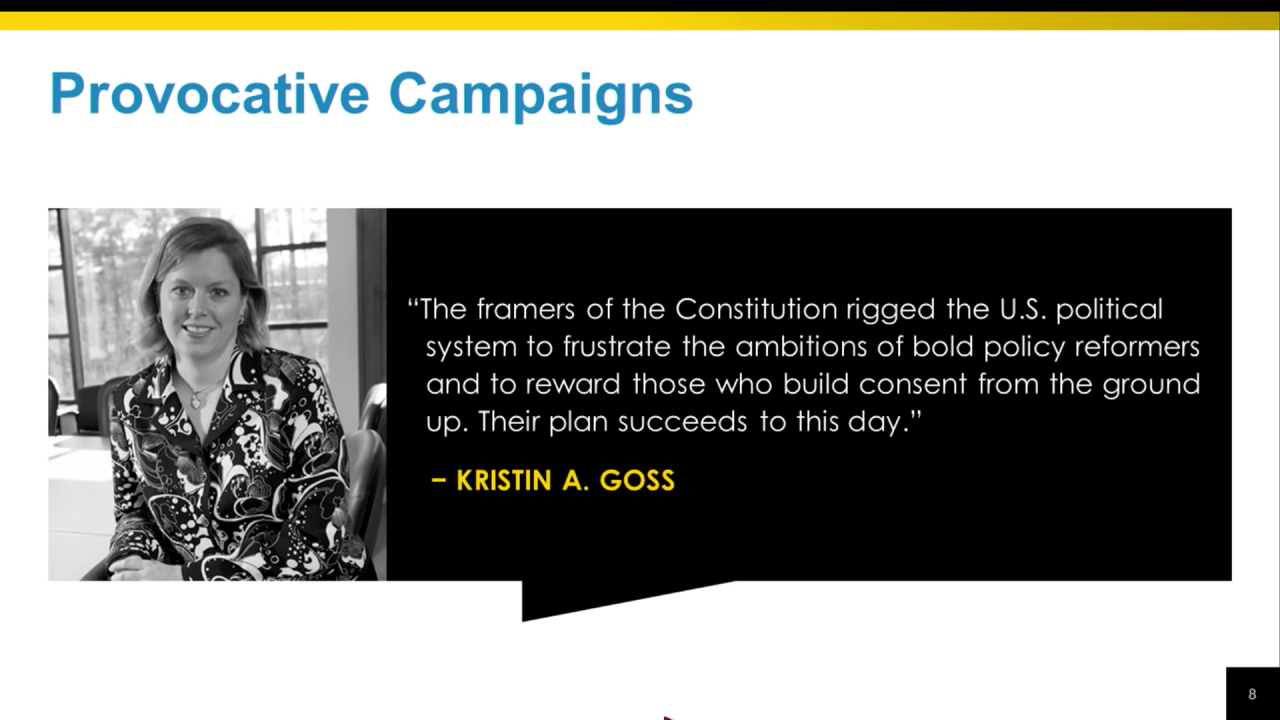 Provocative Campaigns
“The framers of the Constitution rigged the U.S. political
system to frustrate the ambitions of bold policy reformers
and to reward those who build consent from the ground
up. Their plan succeeds to this day.”
– KRISTIN A. GOSS
8